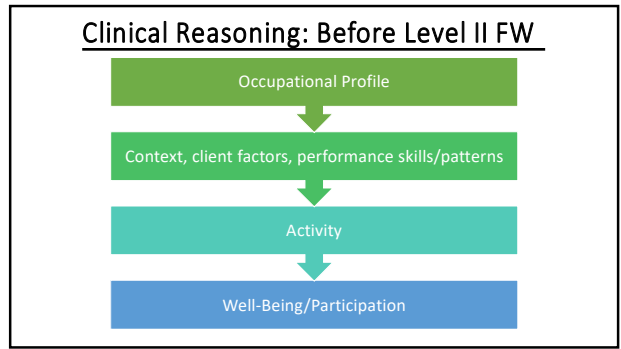 Clinical Reasoning: Before Level II FW
Occupational Profile
Context, client factors, performance skills/patterns
Activity
Well-Being/Participation